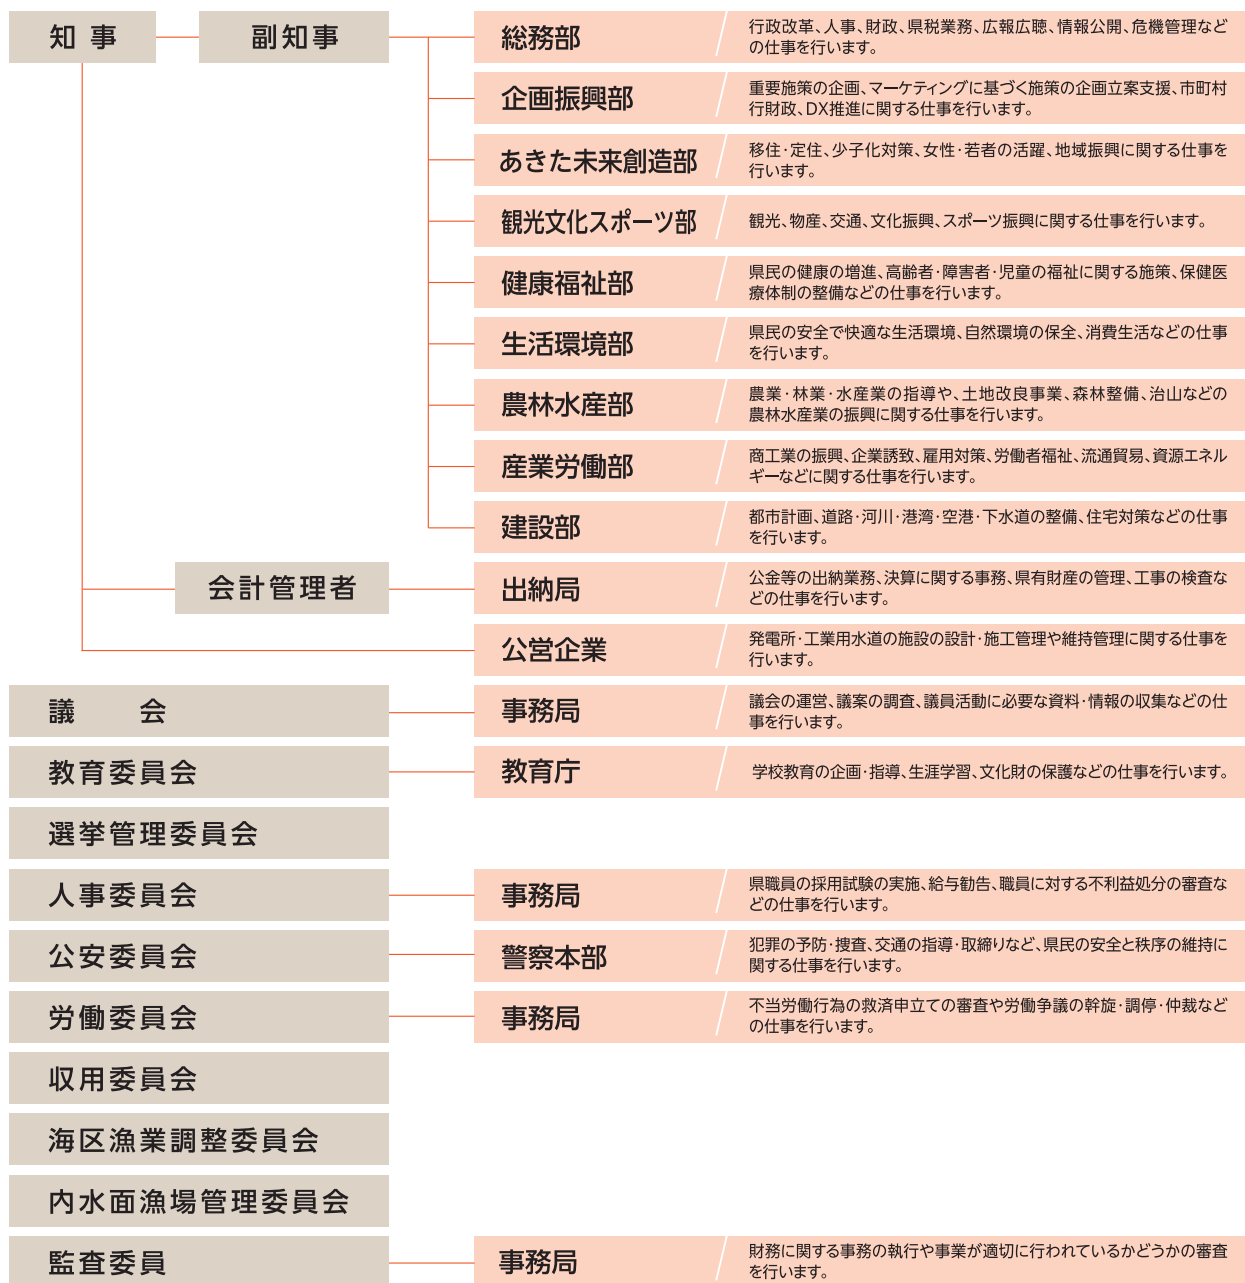 知 事
副知事
総務部
行政改革、人事、財政、県税業務、広報広聴、情報公開、危機管理など
の仕事を行います。
企画振興部
重要施策の企画、マーケティングに基づく施策の企画立案支援、市町村
行財政、DX推進に関する仕事を行います。
あきた未来創造部
移住・定住、少子化対策、女性・若者の活躍、地域振興に関する仕事を
行います。
観光文化スポーツ部
観光、物産、交通、文化振興、スポーツ振興に関する仕事を行います。
健康福祉部
県民の健康の増進、高齢者・障害者・児童の福祉に関する施策、保健医
療体制の整備などの仕事を行います。
生活環境部
県民の安全で快適な生活環境、自然環境の保全、消費生活などの仕事
を行います。
農林水産部
農業・林業・水産業の指導や、土地改良事業、森林整備、治山などの
農林水産業の振興に関する仕事を行います。
産業労働部
商工業の振興、企業誘致、雇用対策、労働者福祉、流通貿易、資源エネル
ギーなどに関する仕事を行います。
建設部
都市計画、道路・河川・港湾・空港・下水道の整備、住宅対策などの仕事
を行います。
会計管理者
出納局
公金等の出納業務、決算に関する事務、県有財産の管理、工事の検査な
どの仕事を行います。
公営企業
発電所・工業用水道の施設の設計・施工管理や維持管理に関する仕事を
行います。
議 会
事務局
議会の運営、議案の調査、議員活動に必要な資料・情報の収集などの仕
事を行います。
教育委員会
教育庁
学校教育の企画・指導、生涯学習、文化財の保護などの仕事を行います。
選挙管理委員会
人事委員会
事務局
県職員の採用試験の実施、給与勧告、職員に対する不利益処分の審査な
どの仕事を行います。
公安委員会
警察本部
犯罪の予防・捜査、交通の指導・取締りなど、県民の安全と秩序の維持に
関する仕事を行います。
労働委員会
事務局
不当労働行為の救済申立ての審査や労働争議の幹旋・調停・仲裁など
の仕事を行います。
収用委員会
海区漁業調整委員会
内水面漁場管理委員会
監査委員
事務局
財務に関する事務の執行や事業が適切に行われているかどうかの審査
を行います。